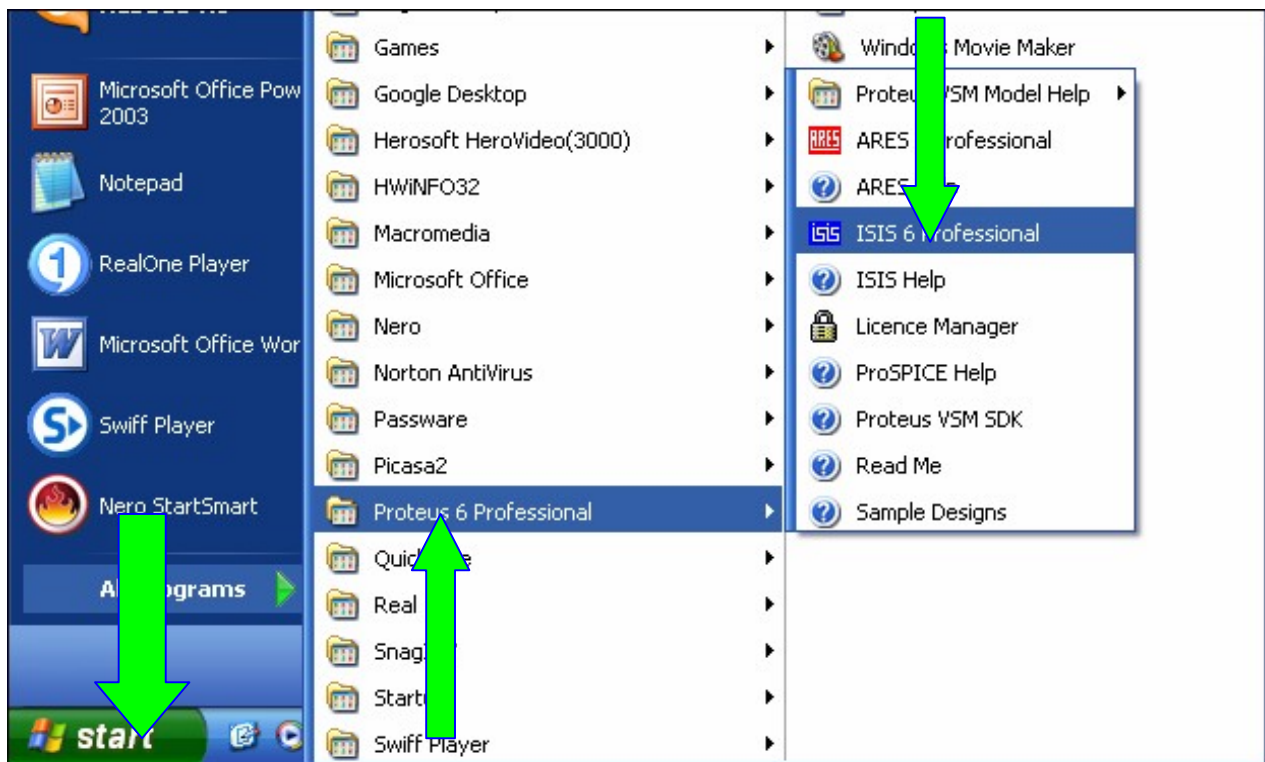 Microsoft Office Pow
2003
Notepad
RealOne Player
Microsoft Office Wor
Swiff Player
Nero StartSmart
All Programs
start
Games
Google Desktop
Herosoft HeroVideo(3000)
HWiNFO32
Macromedia
Microsoft Office
Nero
Norton AntiVirus
Passware
Picasa2
Proteus 6 Professional
Real
Swiff Player
Windows Movie Maker
Proteus VSM Model Help
ARES Professional
ARES
ISIS 6 Professional
ISIS Help
Licence Manager
ProSPICE Help
Proteus VSM SDK
Read Me
Sample Designs